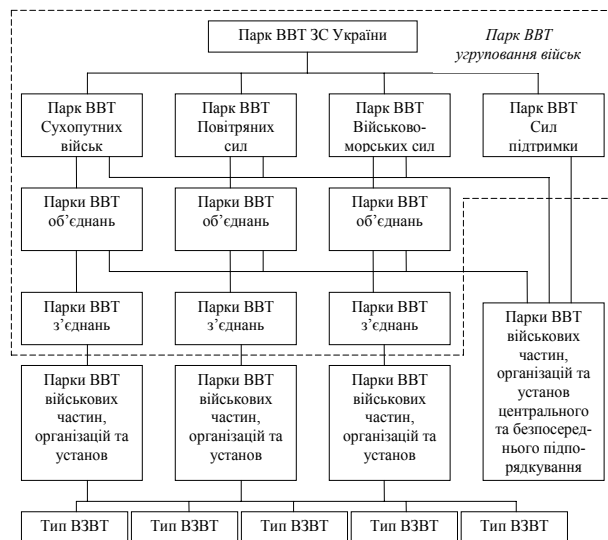 Парк ВВТ ЗС України
Парк ВВТ
угруповання військ
Парк ВВТ
Сухопутних
військ
Парк ВВТ
Повітряних
сил
Парк ВВТ
Військово-
морських сил
Парк ВВТ
Сил
підтримки
Парки ВВТ
об’єднань
Парки ВВТ
об’єднань
Парки ВВТ
об’єднань
Парки ВВТ
з’єднань
Парки ВВТ
з’єднань
Парки ВВТ
з’єднань
Парки ВВТ
військових
частин,
організацій та
установ
центрального
та безпосеред-
нього підпо-
рядкування
Парки ВВТ
військових
частин,
організацій та
установ
Парки ВВТ
військових
частин,
організацій та
установ
Парки ВВТ
військових
частин,
організацій та
установ
Тип ВЗВТ
Тип ВЗВТ
Тип ВЗВТ
Тип ВЗВТ
Тип ВЗВТ